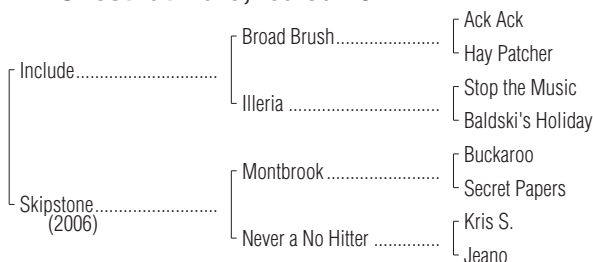 Ack Ack
Broad Brush
Hay Patcher
Include
Stop the Music
Illeria
Baldski's Holiday
Buckaroo
Montbrook
Secret Papers
Skipstone
(2006)
Kris S.
Never a No Hitter
Jeano